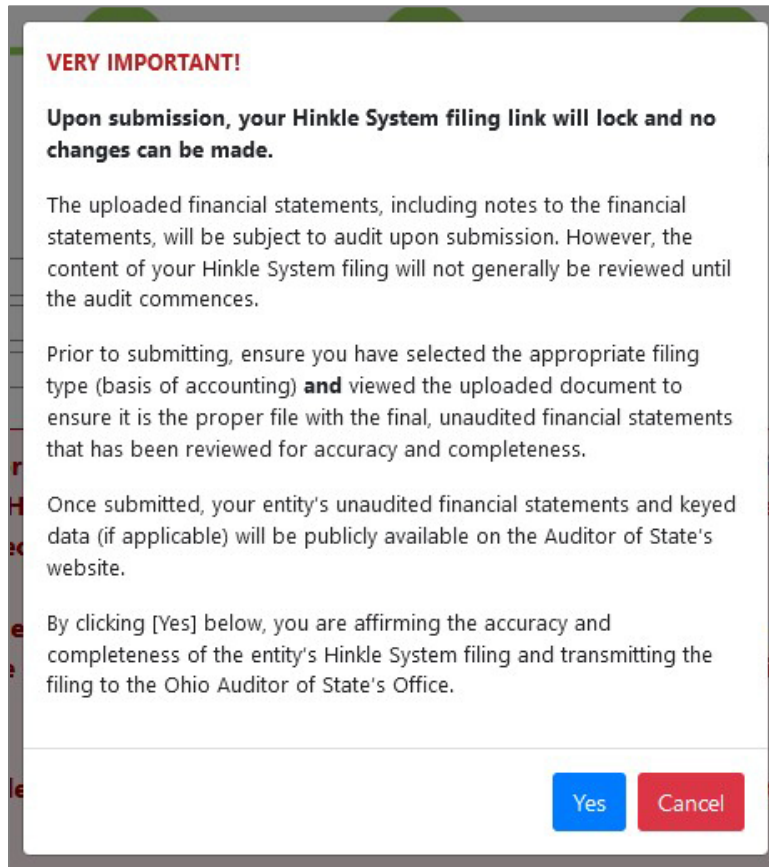 VERY IMPORTANT!
Upon submission, your Hinkle System filing link will lock and no
changes can be made.
The uploaded financial statements, including notes to the financial
statements, will be subject to audit upon submission. However, the
content of your Hinkle System filing will not generally be reviewed until
the audit commences.
Prior to submitting, ensure you have selected the appropriate filing
type (basis of accounting) and viewed the uploaded document to
ensure it is the proper file with the final, unaudited financial statements
that has been reviewed for accuracy and completeness.
Once submitted, your entity's unaudited financial statements and keyed
data (if applicable) will be publicly available on the Auditor of State's
website.
By clicking [Yes] below, you are affirming the accuracy and
completeness of the entity's Hinkle System filing and transmitting the
filing to the Ohio Auditor of State's Office.
Yes
Cancel